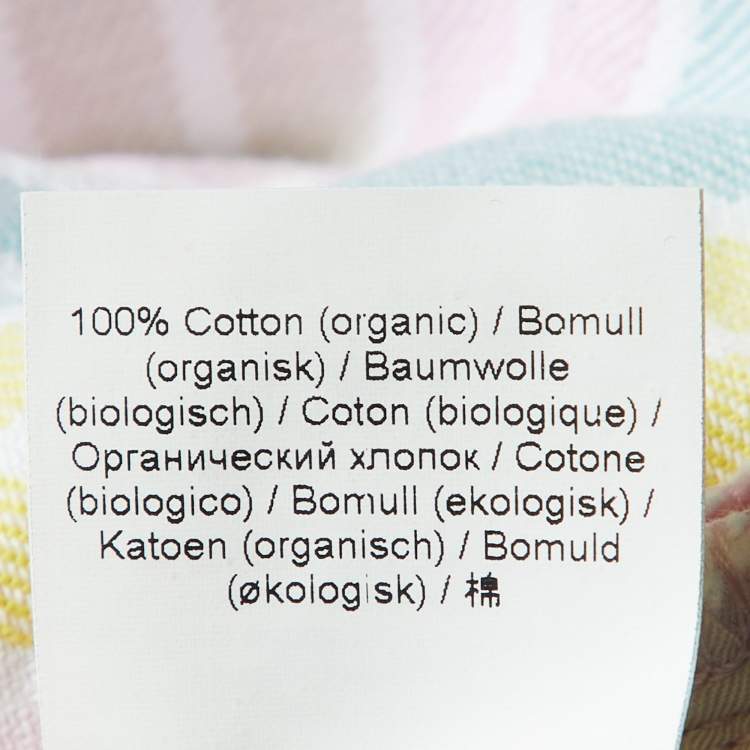 100% Cotton (organic) / Bomull
(organisk) / Baumwolle
(biologisch) / Coton (biologique) /
Органический хлопок / Cotone
(biologico) / Bomull (ekologisk) /
Katoen (organisch) / Bomuld
(økologisk) / 棉